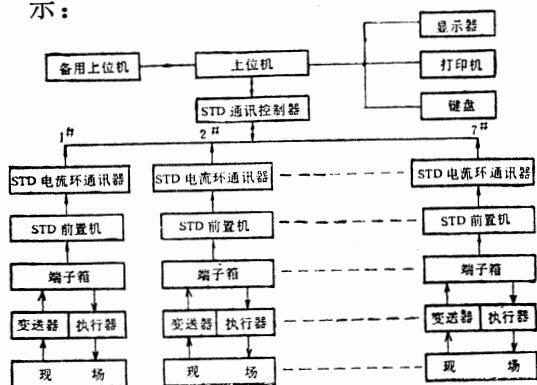 示：
显示器
备用上位机 上位机 打印机
STD 通讯控制器 键盘
1# 2# 7#
STD 电流环通讯器 STD 电流环通讯器 STD 电流环通讯器
STD 前置机 STD 前置机 STD 前置机
端子箱 端子箱 端子箱
变送器 执行器 变送器 执行器 变送器 执行器
现 场 现 场 现 场